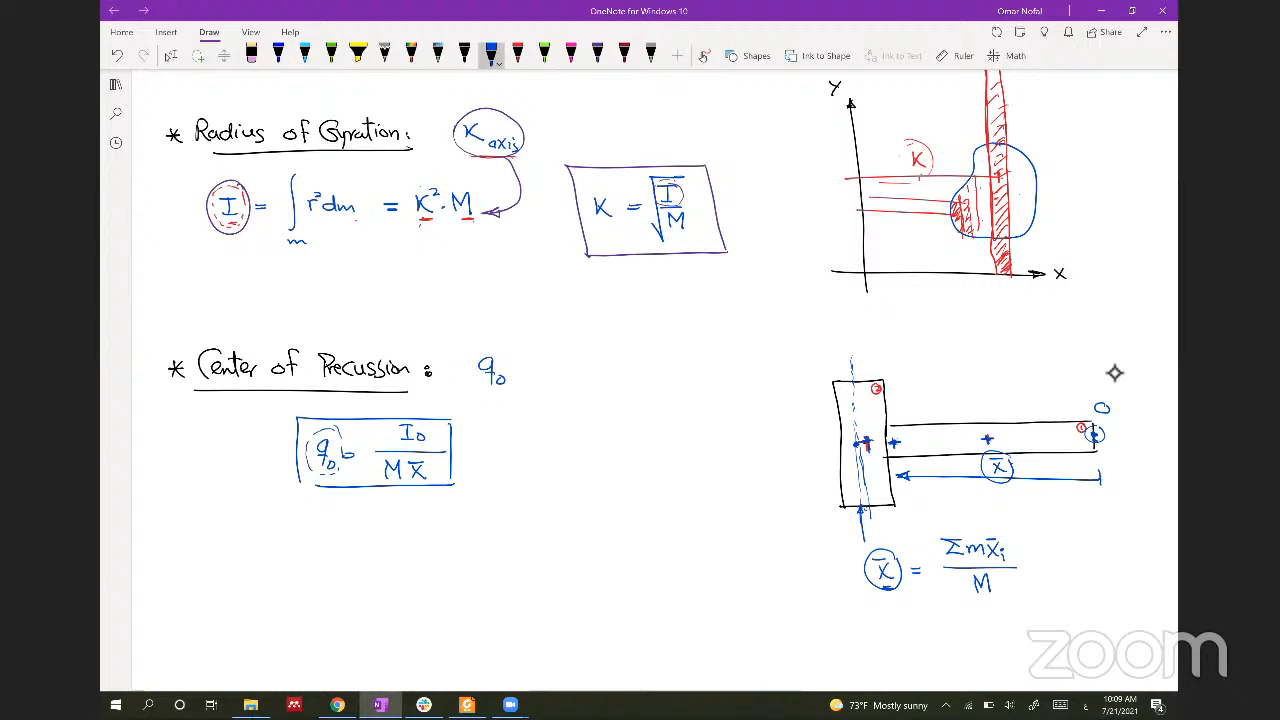 OneNote for Windows 10
Omar Nofal
Home Insert Draw View Help
Share
Shapes Ink to Shape Ink to Text Ruler Math
* Radius of Gyration: K axis
I = ∫ r²dm = K² · M
m
K = √ I / M
Y
K
X
* Center of Precussion : q₀
q₀ b I₀ / M X̄
②
① O
X̄
X̄ = Σ m X̄ᵢ / M
zoom
73°F Mostly sunny
10:09 AM
7/21/2021